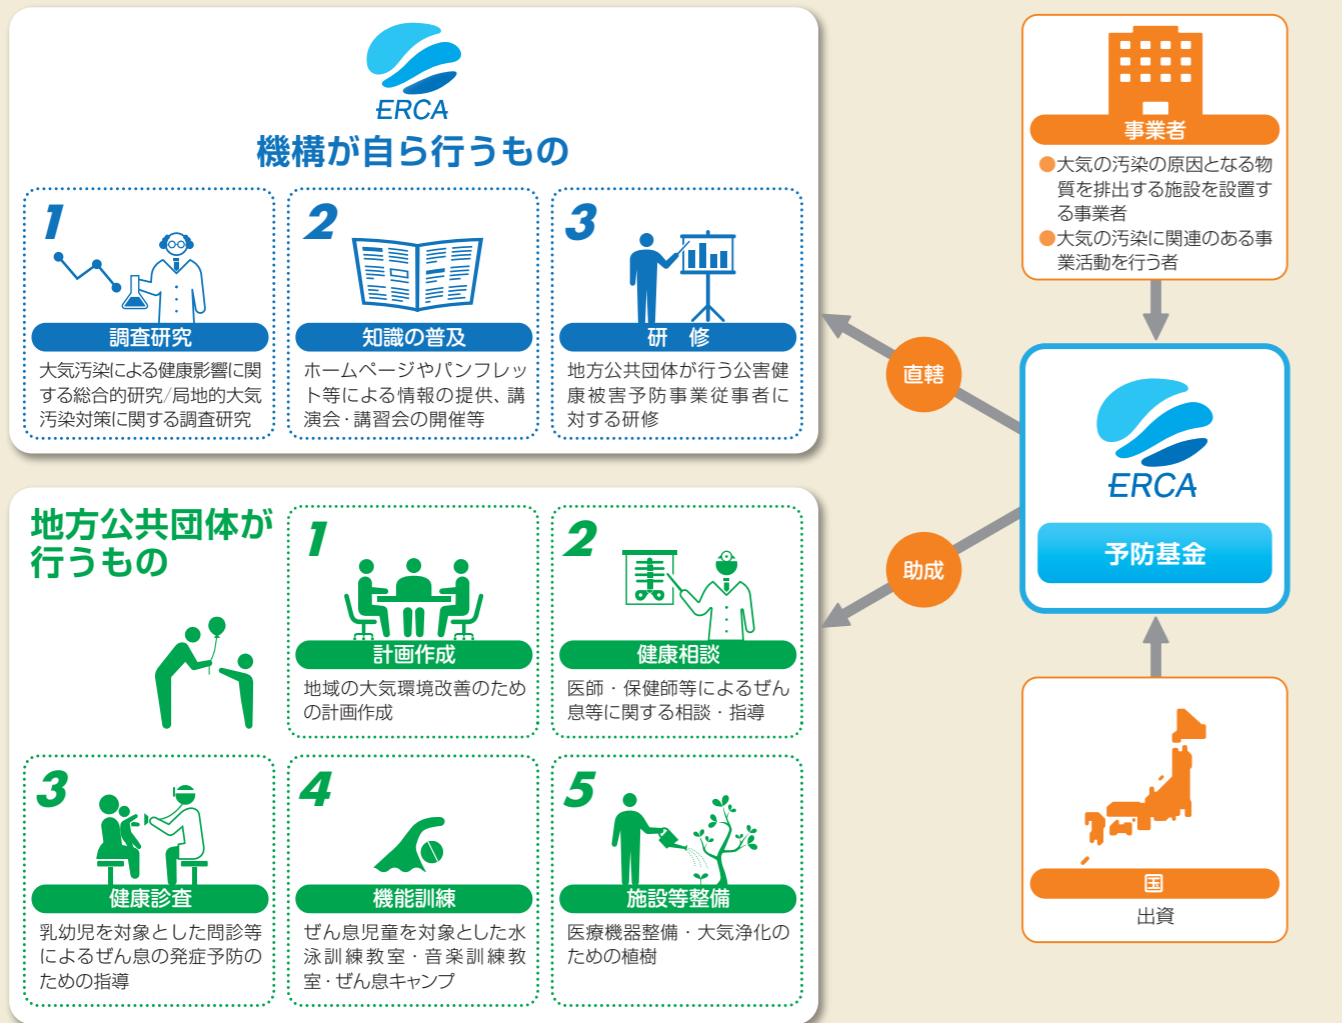 ERCA
機構が自ら行うもの
1
調査研究
大気汚染による健康影響に関
する総合的研究/局地的大気
汚染対策に関する調査研究
2
知識の普及
ホームページやパンフレッ
ト等による情報の提供、講
演会・講習会の開催等
3
研　修
地方公共団体が行う公害健
康被害予防事業従事者に
対する研修
地方公共団体が
行うもの
1
計画作成
地域の大気環境改善のため
の計画作成
2
健康相談
医師・保健師等によるぜん
息等に関する相談・指導
3
健康診査
乳幼児を対象とした問診等
によるぜん息の発症予防の
ための指導
4
機能訓練
ぜん息児童を対象とした水
泳訓練教室・音楽訓練教
室・ぜん息キャンプ
5
施設等整備
医療機器整備・大気浄化の
ための植樹
直轄
助成
事業者
●大気の汚染の原因となる物
質を排出する施設を設置す
る事業者
●大気の汚染に関連のある事
業活動を行う者
ERCA
予防基金
国
出資